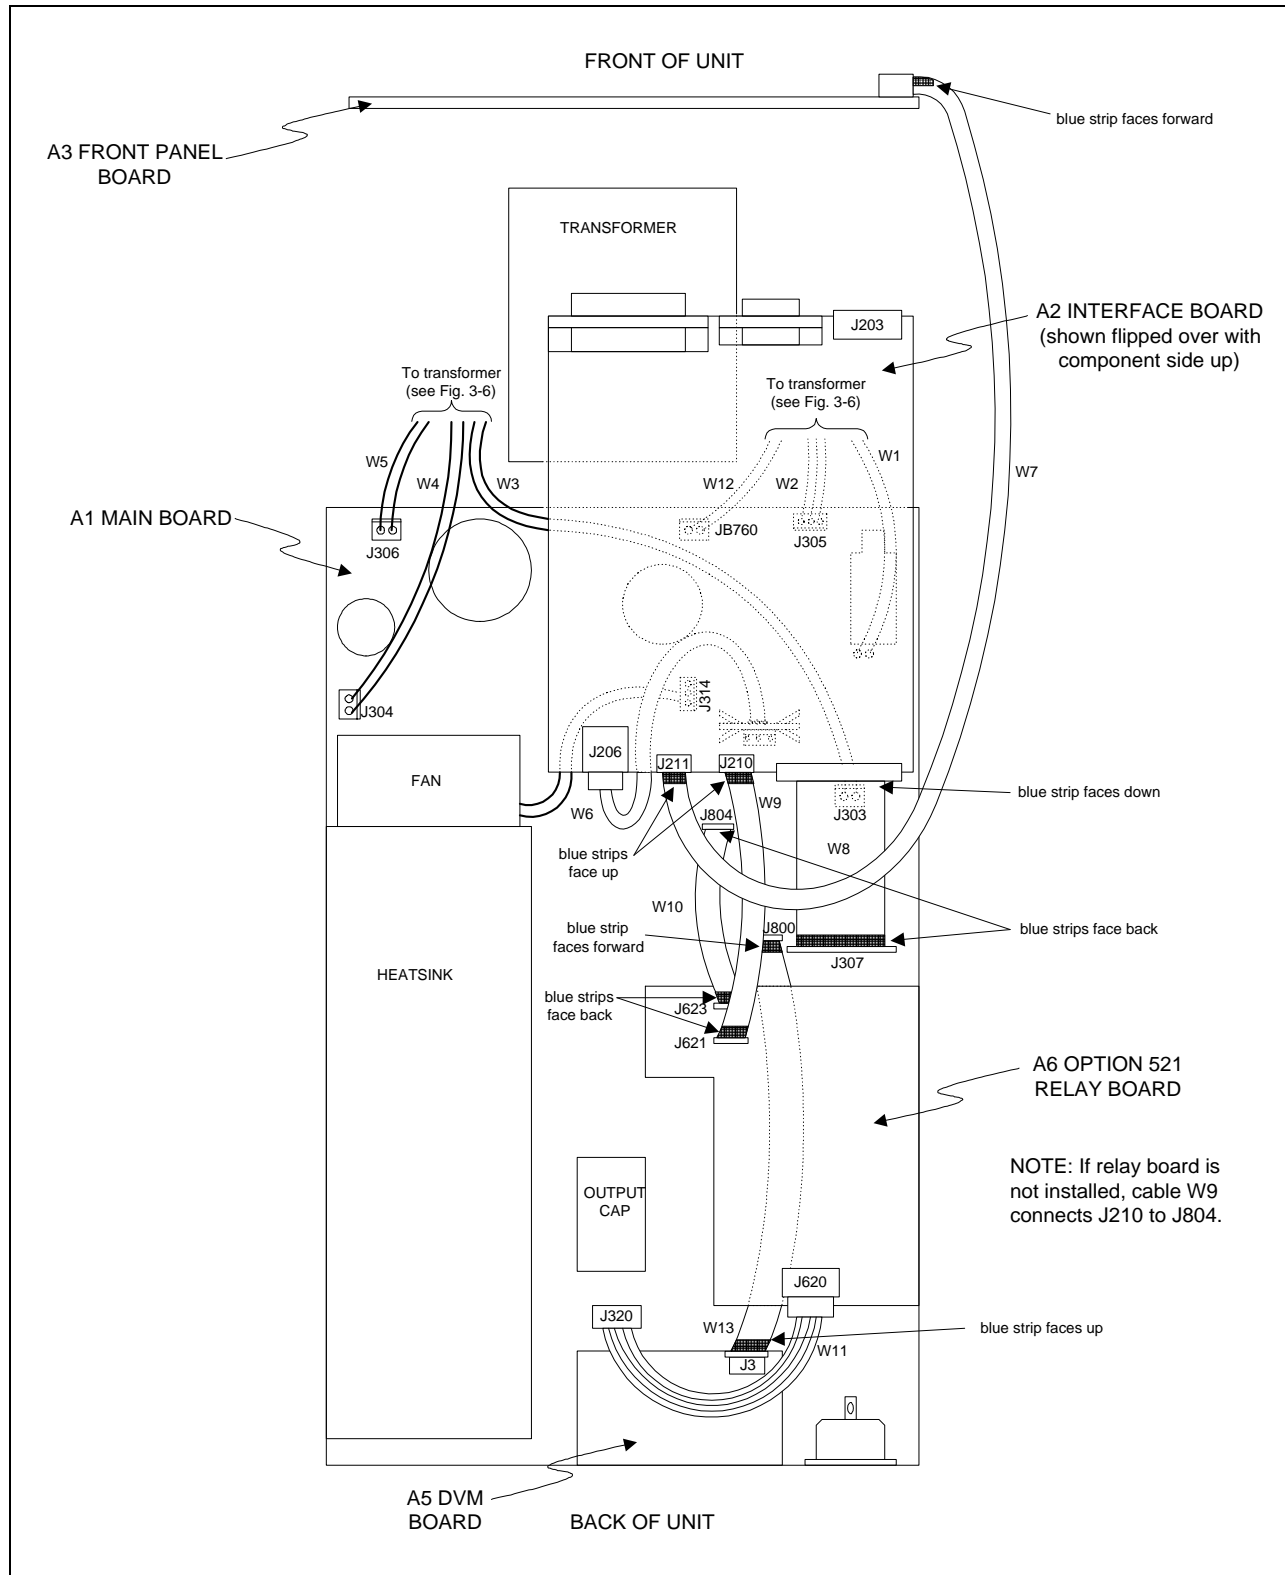 FRONT OF UNIT
blue strip faces forward
A3 FRONT PANEL
BOARD
TRANSFORMER
A2 INTERFACE BOARD
(shown flipped over with
component side up)
J203
To transformer
(see Fig. 3-6)
To transformer
(see Fig. 3-6)
W5
W4
W3
W12
W2
W1
W7
A1 MAIN BOARD
J306
JB760
J305
J304
J314
J206
J211
J210
FAN
W6
W9
J303
blue strip faces down
J804
W8
blue strips
face up
W10
blue strip
faces forward
J800
blue strips face back
J307
HEATSINK
blue strips
face back
J623
J621
A6 OPTION 521
RELAY BOARD
NOTE: If relay board is
not installed, cable W9
connects J210 to J804.
OUTPUT
CAP
J620
J320
W13
W11
blue strip faces up
J3
A5 DVM
BOARD
BACK OF UNIT